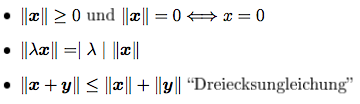 • ‖x‖ ≥ 0 und ‖x‖ = 0 ⟺ x = 0
• ‖λx‖ =| λ | ‖x‖
• ‖x + y‖ ≤ ‖x‖ + ‖y‖ “Dreiecksungleichung”